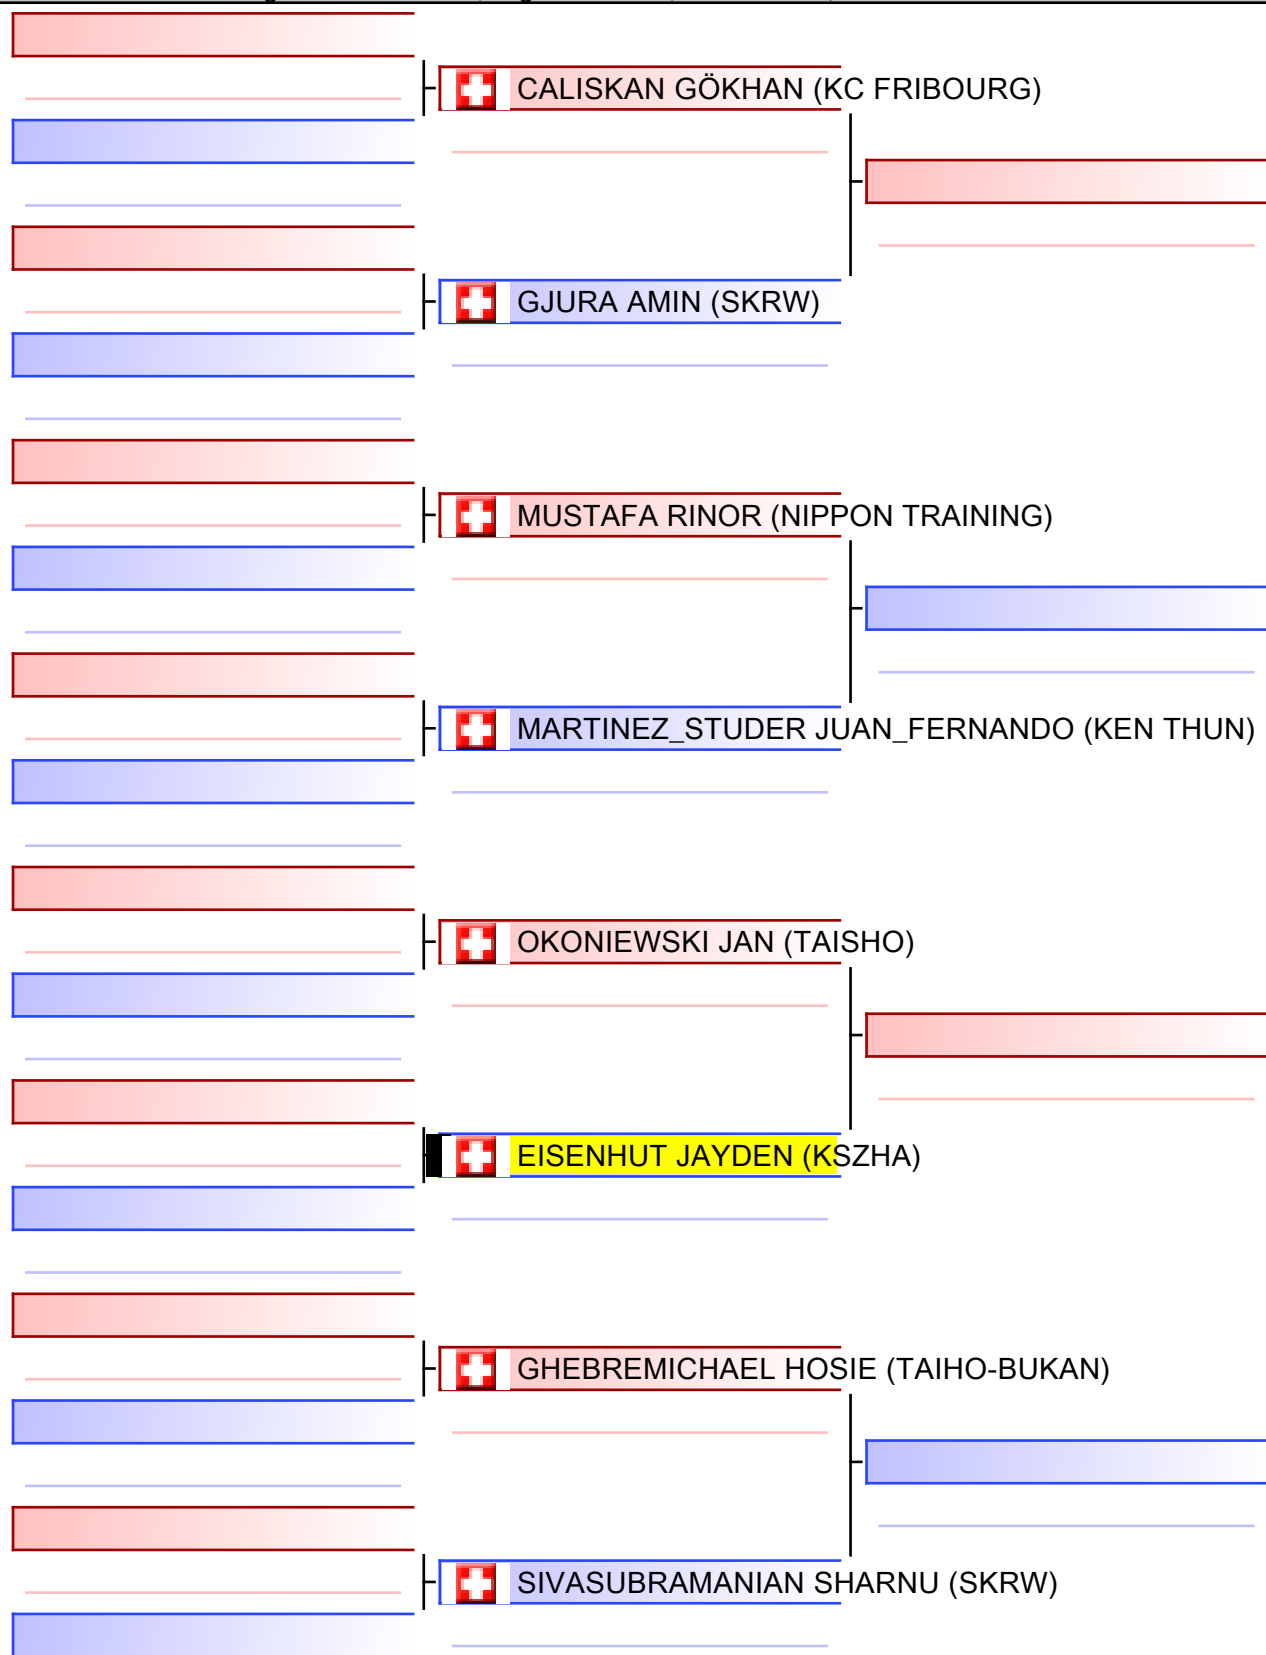 CALISKAN GÖKHAN (KC FRIBOURG)
GJURA AMIN (SKRW)
MUSTAFA RINOR (NIPPON TRAINING)
MARTINEZ_STUDER JUAN_FERNANDO (KEN THUN)
OKONIEWSKI JAN (TAISHO)
EISENHUT JAYDEN (KSZHA)
GHEBREMICHAEL HOSIE (TAIHO-BUKAN)
SIVASUBRAMANIAN SHARNU (SKRW)